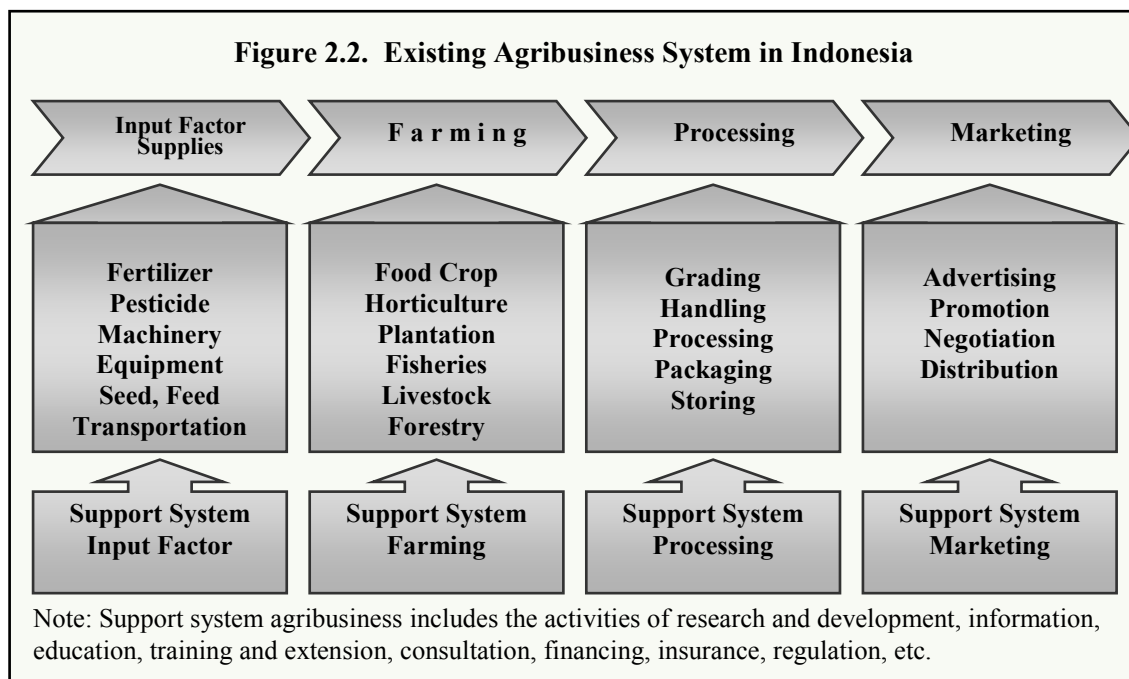 Figure 2.2. Existing Agribusiness System in Indonesia
Input Factor
Supplies
F a r m i n g
Processing
Marketing
Fertilizer
Pesticide
Machinery
Equipment
Seed, Feed
Transportation
Food Crop
Horticulture
Plantation
Fisheries
Livestock
Forestry
Grading
Handling
Processing
Packaging
Storing
Advertising
Promotion
Negotiation
Distribution
Support System
Input Factor
Support System
Farming
Support System
Processing
Support System
Marketing
Note: Support system agribusiness includes the activities of research and development, information,
education, training and extension, consultation, financing, insurance, regulation, etc.